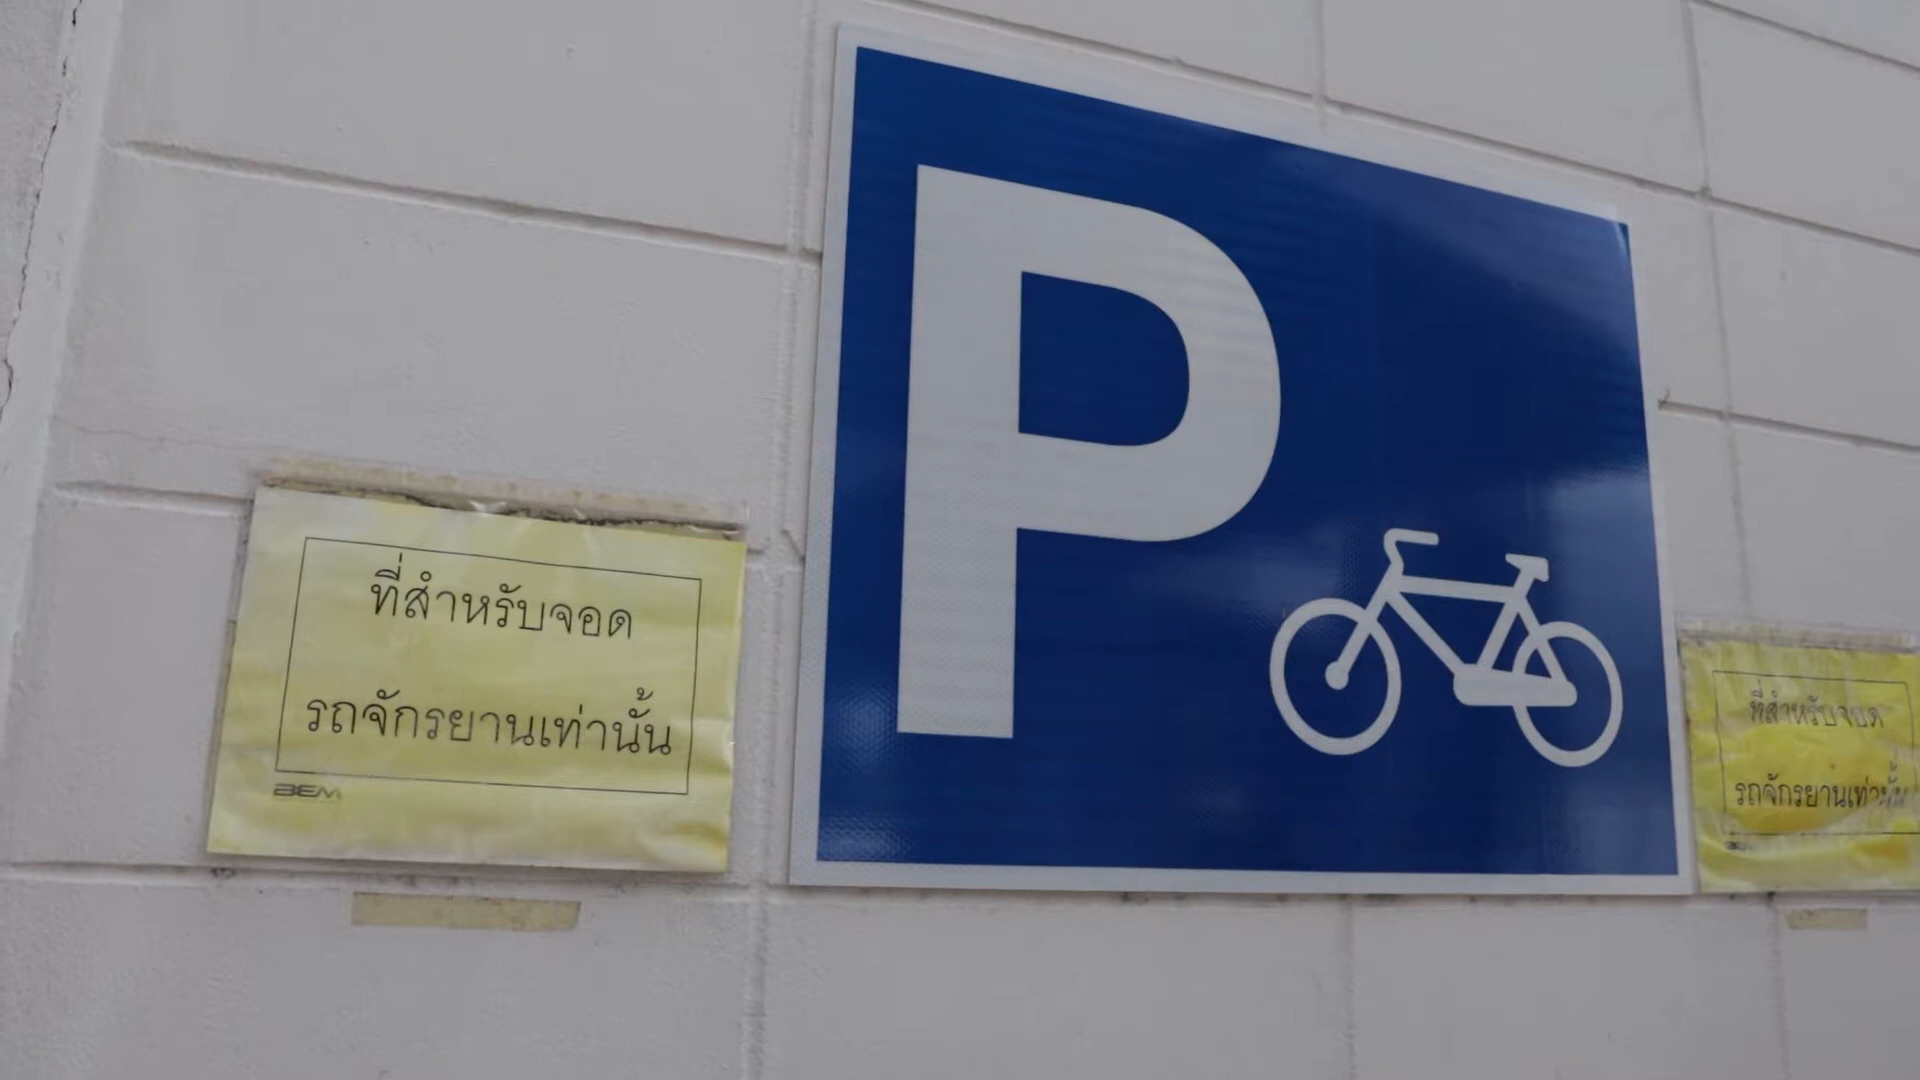 ที่สำหรับจอด
รถจักรยานเท่านั้น
BEM
P
ที่สำหรับจอด
รถจักรยานเท่านั้น